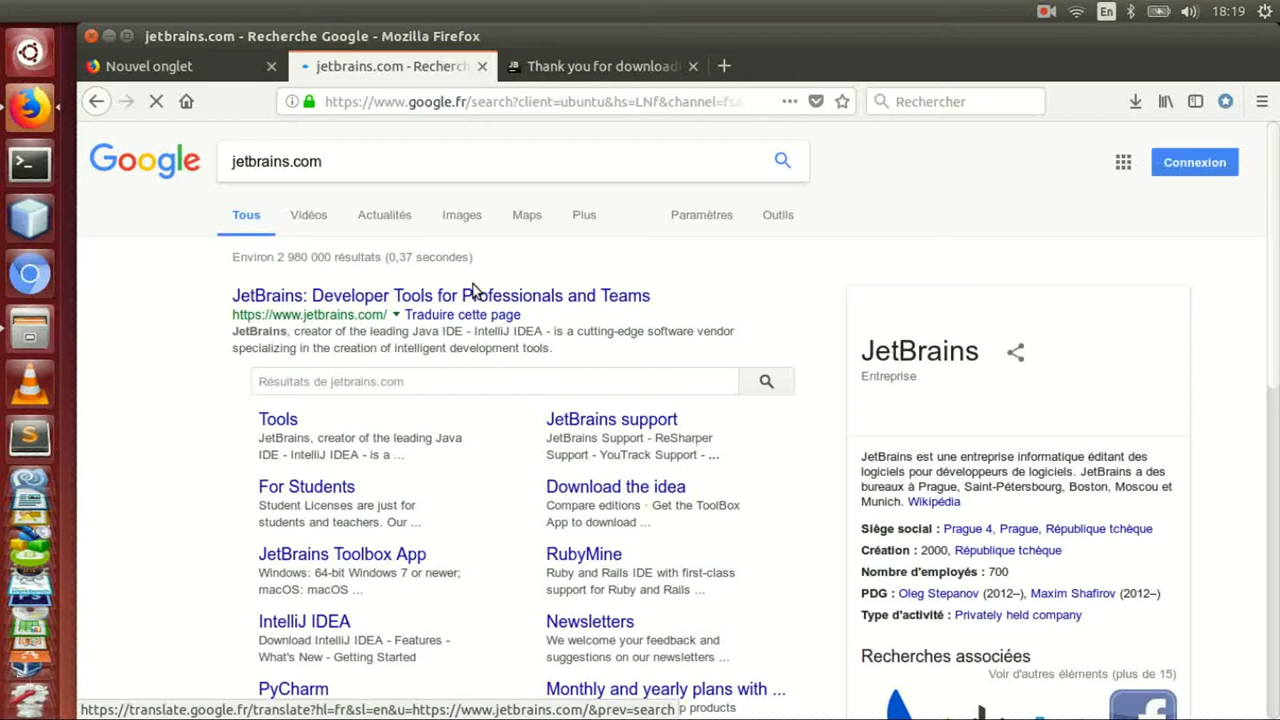 En
18:19
jetbrains.com - Recherche Google - Mozilla Firefox
Nouvel onglet
jetbrains.com - Recherch
Thank you for download
https://www.google.fr/search?client=ubuntu&hs=LNf&channel=fs&
Rechercher
Google
jetbrains.com
Connexion
Tous
Vidéos
Actualités
Images
Maps
Plus
Paramètres
Outils
Environ 2 980 000 résultats (0,37 secondes)
JetBrains: Developer Tools for Professionals and Teams
https://www.jetbrains.com/ Traduire cette page
JetBrains, creator of the leading Java IDE - IntelliJ IDEA - is a cutting-edge software vendor
specializing in the creation of intelligent development tools.
Résultats de jetbrains.com
Tools
JetBrains, creator of the leading Java
IDE - IntelliJ IDEA - is a ...
For Students
Student Licenses are just for
students and teachers. Our ...
JetBrains Toolbox App
Windows: 64-bit Windows 7 or newer;
macOS: macOS ...
IntelliJ IDEA
Download IntelliJ IDEA - Features -
What's New - Getting Started
PyCharm
JetBrains support
JetBrains Support - ReSharper
Support - YouTrack Support - ...
Download the idea
Compare editions · Get the ToolBox
App to download ...
RubyMine
Ruby and Rails IDE with first-class
support for Ruby and Rails ...
Newsletters
We welcome your feedback and
suggestions on our newsletters ...
Monthly and yearly plans with ...
products
JetBrains
Entreprise
JetBrains est une entreprise informatique éditant des
logiciels pour développeurs de logiciels. JetBrains a des
bureaux à Prague, Saint-Pétersbourg, Boston, Moscou et
Munich. Wikipédia
Siège social : Prague 4, Prague, République tchèque
Création : 2000, République tchèque
Nombre d'employés : 700
PDG : Oleg Stepanov (2012–), Maxim Shafirov (2012–)
Type d'activité : Privately held company
Recherches associées
Voir d'autres éléments (plus de 15)
https://translate.google.fr/translate?hl=fr&sl=en&u=https://www.jetbrains.com/&prev=search